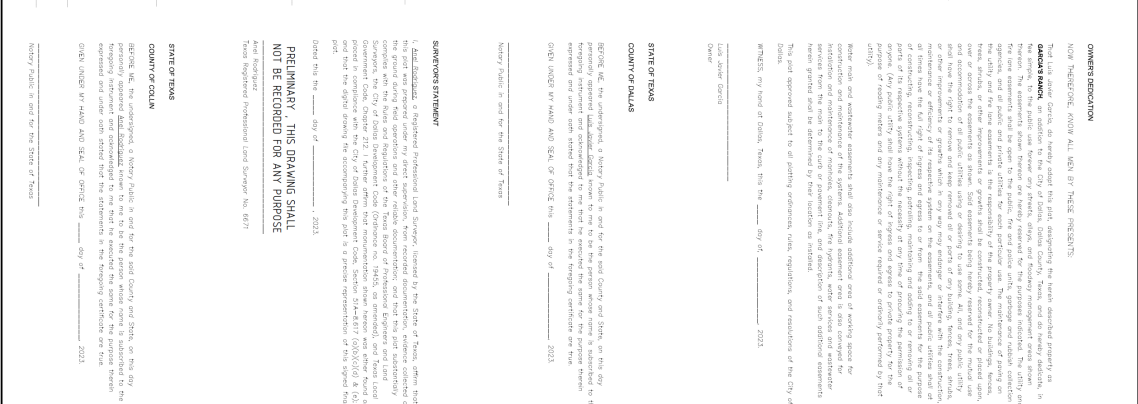 OWNER'S DEDICATION
NOW THEREFORE, KNOW ALL MEN BY THESE PRESENTS:
That Luis Javier Garcia, do hereby adopt this plat, designating the herein described property as
GARCIA'S RANCH, an addition to the City of Dallas, Dallas County, Texas, and do hereby dedicate, in
fee simple, to the public use forever any streets, alleys, and floodway management areas shown
thereon. The easements shown thereon are hereby reserved for the purposes indicated. The utility and
fire lane easements shall be open to the public, fire and police units, garbage and rubbish collection
agencies, and all public and private utilities for each particular use. The maintenance of paving on
the utility and fire lane easements is the responsibility of the property owner. No buildings, fences,
trees, shrubs, or other improvements or growths shall be constructed, reconstructed or placed upon,
over or across the easements as shown. Said easements being hereby reserved for the mutual use
and accommodation of all public utilities using or desiring to use same. All, and any public utility
shall have the right to remove and keep removed all or parts of any building, fences, trees, shrubs,
or other improvements or growths which in any way may endanger or interfere with the construction,
maintenance or efficiency of its respective system on the easements, and all public utilities shall at
all times have the full right of ingress and egress to or from the said easements for the purpose
of constructing, reconstructing, inspecting, patrolling, maintaining and adding to or removing all or
parts of its respective systems without the necessity at any time of procuring the permission of
anyone. (Any public utility shall have the right of ingress and egress to private property for the
purpose of reading meters and any maintenance or service required or ordinarily performed by that
utility).
Water main and wastewater easements shall also include additional area of working space for
construction and maintenance of the systems. Additional easement area is also conveyed for
installation and maintenance of manholes, cleanouts, fire hydrants, water services and wastewater
services from the main to the curb or pavement line, and description of such additional easements
herein granted shall be determined by their location as installed.
This plat approved subject to all platting ordinances, rules, regulations, and resolutions of the City of
Dallas.
WITNESS, my hand at Dallas, Texas, this the ____ day of, ____________ 2023.
Luis Javier Garcia
Owner
STATE OF TEXAS
COUNTY OF DALLAS
BEFORE ME, the undersigned, a Notary Public in and for the said County and State, on this day
personally appeared Luis Javier Garcia known to me to be the person whose name is subscribed to
foregoing instrument and acknowledged to me that he executed the same for the purpose therein
expressed and under oath stated that the statements in the foregoing certificate are true.
GIVEN UNDER MY HAND AND SEAL OF OFFICE this ____ day of ____________, 2023.
Notary Public in and for the State of Texas
SURVEYOR'S STATEMENT
I, Anel Rodriguez, a Registered Professional Land Surveyor, licensed by the State of Texas, affirm that
this plat was prepared under my direct supervision, from recorded documentation, evidence collected
the ground during field operations and other reliable documentation; and that this plat substantially
complies with the Rules and Regulations of the Texas Board of Professional Engineers and Land
Surveyors, the City of Dallas Development Code (Ordinance no. 19455, as amended), and Texas Local
Government Code, Chapter 212. I further affirm that monumentation shown hereon was either found or
placed in compliance with the City of Dallas Development Code, Section 51A-8.617 (a)(b)(c)(d) & (e);
and that the digital drawing file accompanying this plat is a precise representation of this signed final
plat.
Dated this the ____ day of ____________, 2023.
PRELIMINARY , THIS DRAWING SHALL
NOT BE RECORDED FOR ANY PURPOSE
Anel Rodriguez
Texas Registered Professional Land Surveyor No. 6671
STATE OF TEXAS
COUNTY OF COLLIN
BEFORE ME, the undersigned, a Notary Public in and for the said County and State, on this day
personally appeared Anel Rodriguez known to me to be the person whose name is subscribed to the
foregoing instrument and acknowledged to me that he executed the same for the purpose therein
expressed and under oath stated that the statements in the foregoing certificate are true.
GIVEN UNDER MY HAND AND SEAL OF OFFICE this ____ day of ____________, 2023.
Notary Public in and for the State of Texas